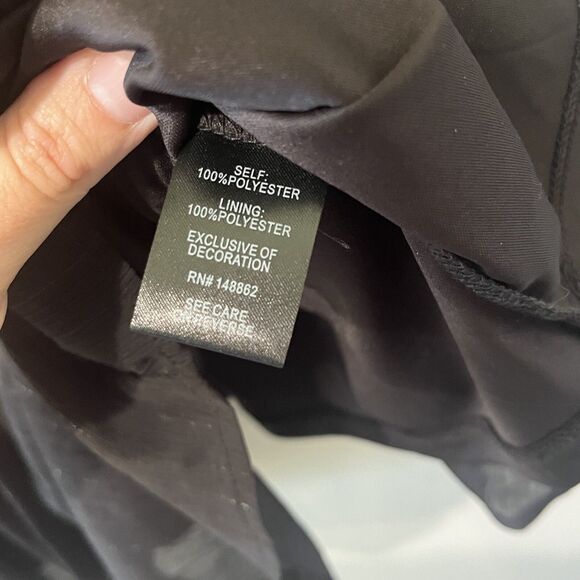 SELF:
100%POLYESTER
LINING:
100%POLYESTER
EXCLUSIVE OF
DECORATION
RN# 148862
SEE CARE
ON REVERSE